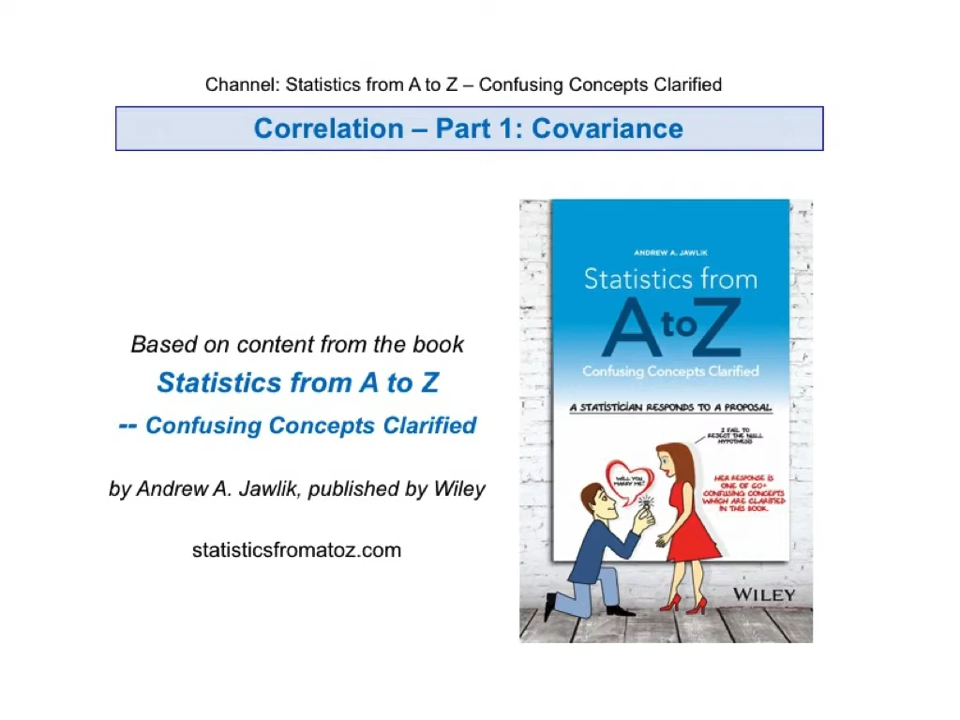 Channel: Statistics from A to Z – Confusing Concepts Clarified
Correlation – Part 1: Covariance
Based on content from the book
Statistics from A to Z
-- Confusing Concepts Clarified
by Andrew A. Jawlik, published by Wiley
statisticsfromatoz.com
ANDREW A. JAWLIK
Statistics from
A to Z
Confusing Concepts Clarified
A STATISTICIAN RESPONDS TO A PROPOSAL
I FAIL TO
REJECT THE NULL
HYPOTHESIS
WILL YOU
MARRY ME?
HER RESPONSE IS
ONE OF 60+
CONFUSING CONCEPTS
WHICH ARE CLARIFIED
IN THIS BOOK.
WILEY